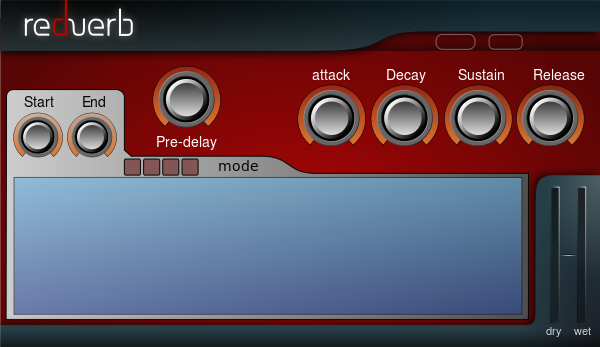 redverb
attack Decay Sustain Release
Start End
Pre-delay
mode
dry wet